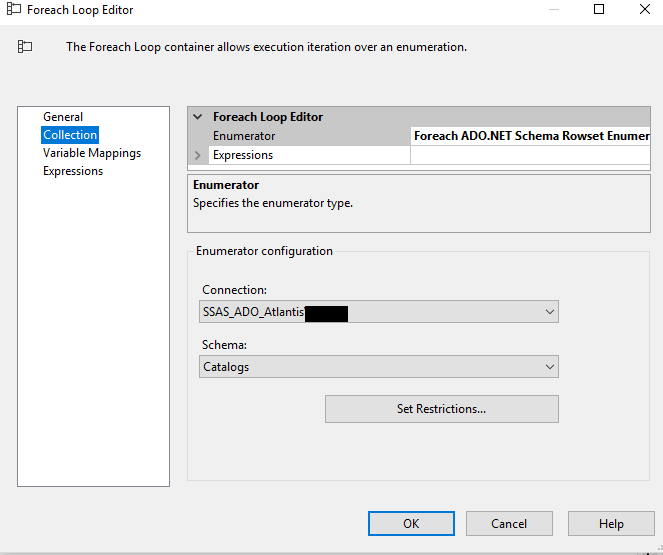 Foreach Loop Editor
The Foreach Loop container allows execution iteration over an enumeration.
General
Collection
Variable Mappings
Expressions
Foreach Loop Editor
Enumerator Foreach ADO.NET Schema Rowset Enumer
Expressions
Enumerator
Specifies the enumerator type.
Enumerator configuration
Connection:
SSAS_ADO_Atlantis
Schema:
Catalogs
Set Restrictions...
OK Cancel Help